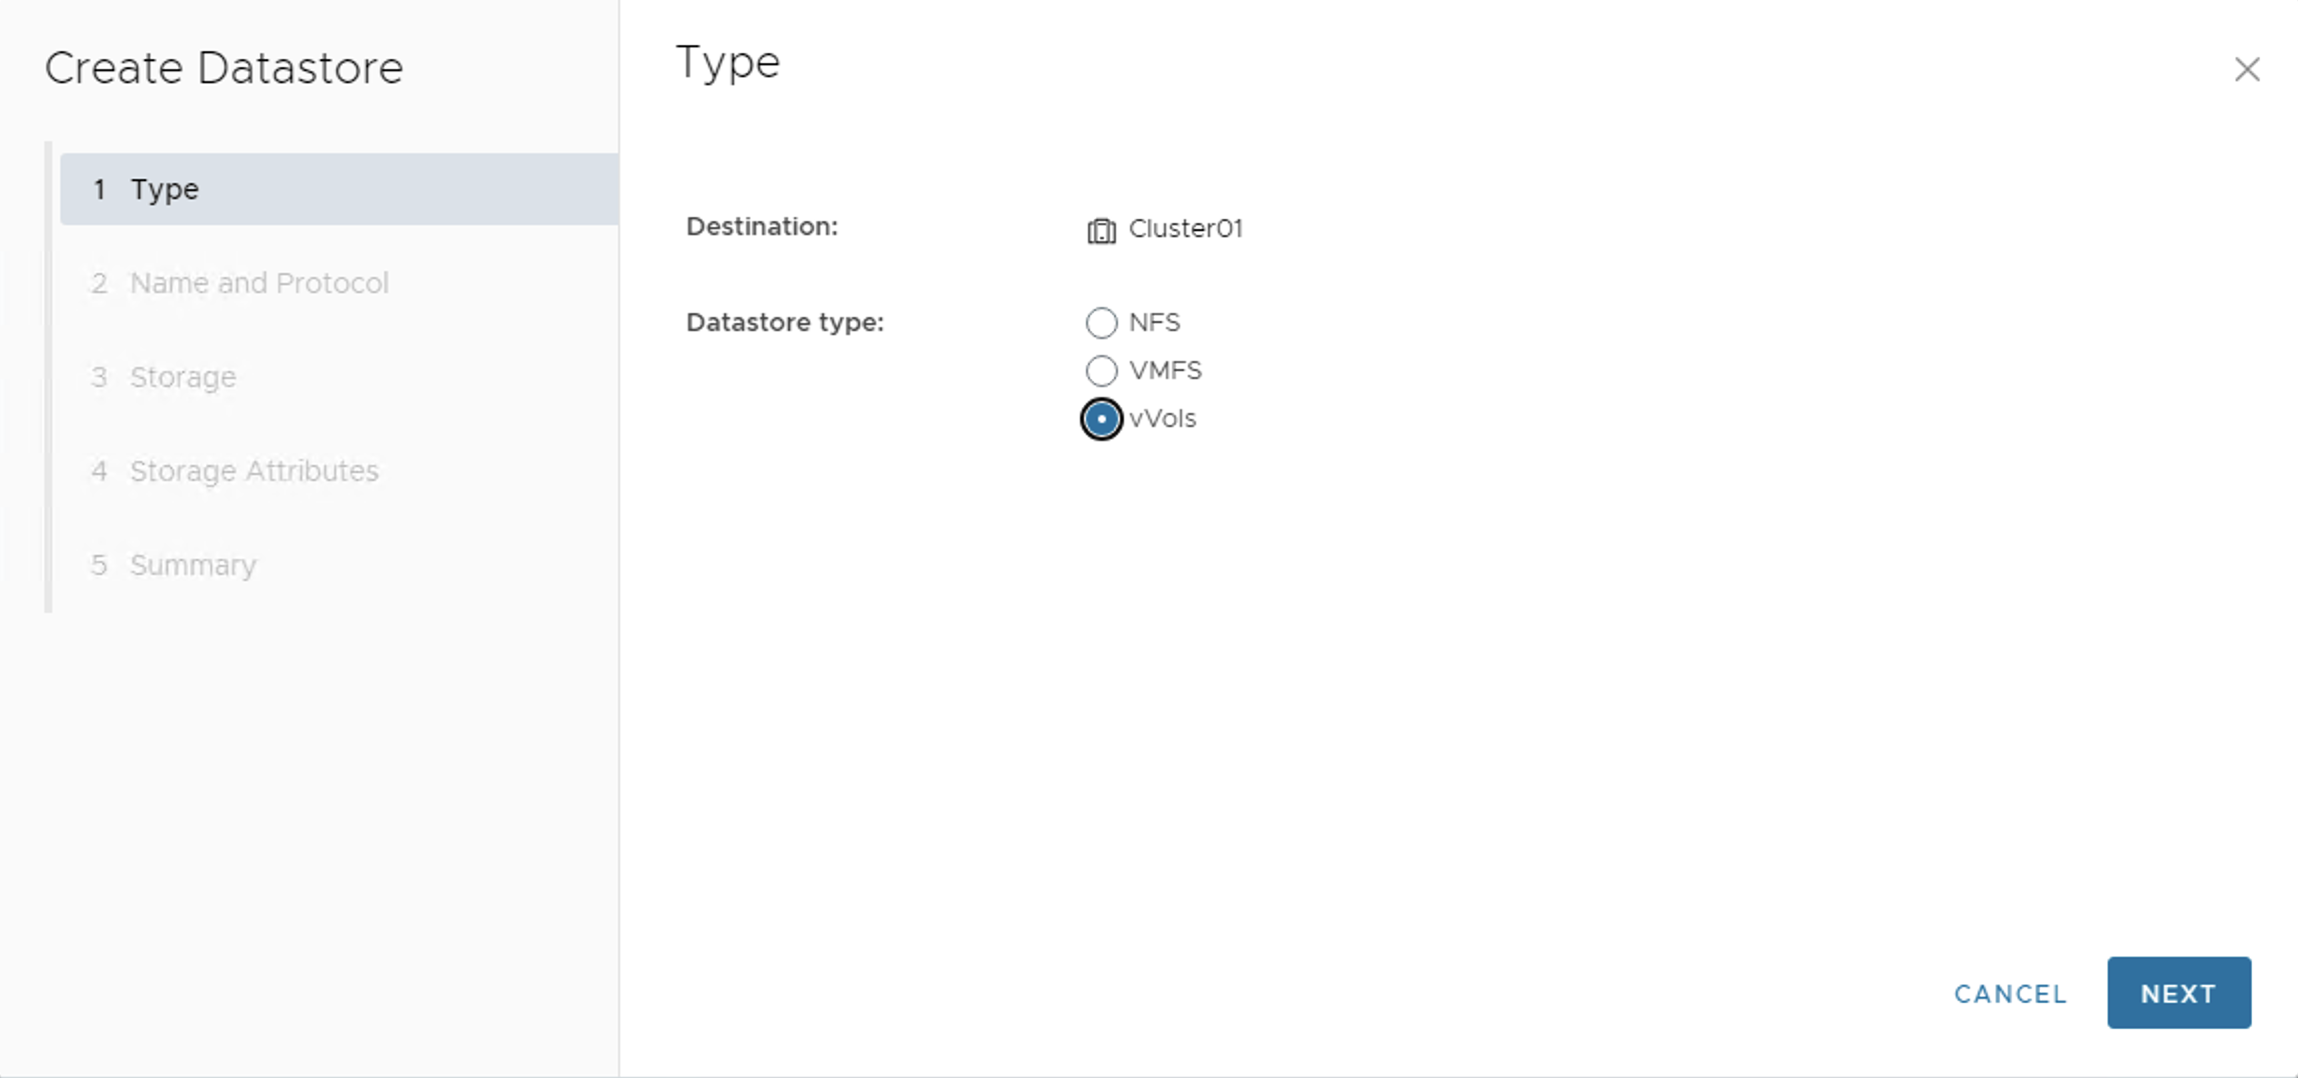 Create Datastore
1 Type
2 Name and Protocol
3 Storage
4 Storage Attributes
5 Summary
Type
Destination: Cluster01
Datastore type: NFS
VMFS
vVols
CANCEL NEXT